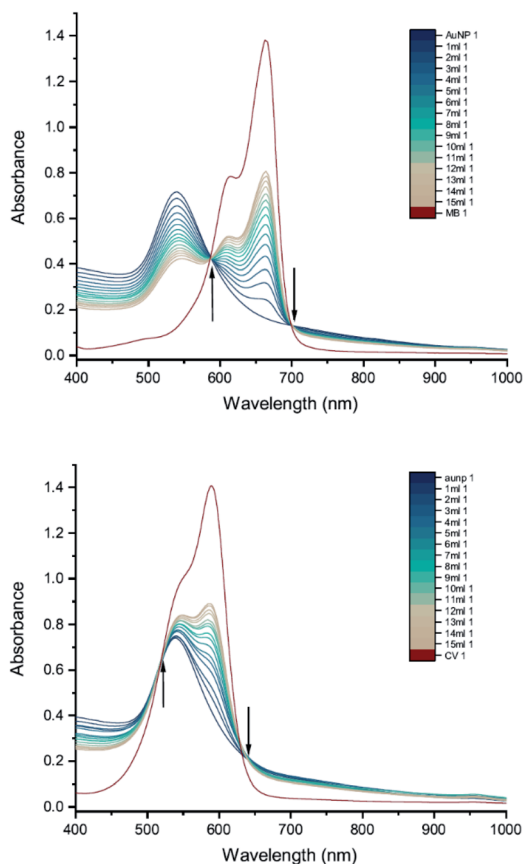 Absorbance
1.4
1.2
1.0
0.8
0.6
0.4
0.2
0.0
400 500 600 700 800 900 1000
Wavelength (nm)
AuNP 1
1ml 1
2ml 1
3ml 1
4ml 1
5ml 1
6ml 1
7ml 1
8ml 1
9ml 1
10ml 1
11ml 1
12ml 1
13ml 1
14ml 1
15ml 1
MB 1
Absorbance
1.4
1.2
1.0
0.8
0.6
0.4
0.2
0.0
400 500 600 700 800 900 1000
Wavelength (nm)
aunp 1
1ml 1
2ml 1
3ml 1
4ml 1
5ml 1
6ml 1
7ml 1
8ml 1
9ml 1
10ml 1
11ml 1
12ml 1
13ml 1
14ml 1
15ml 1
CV 1